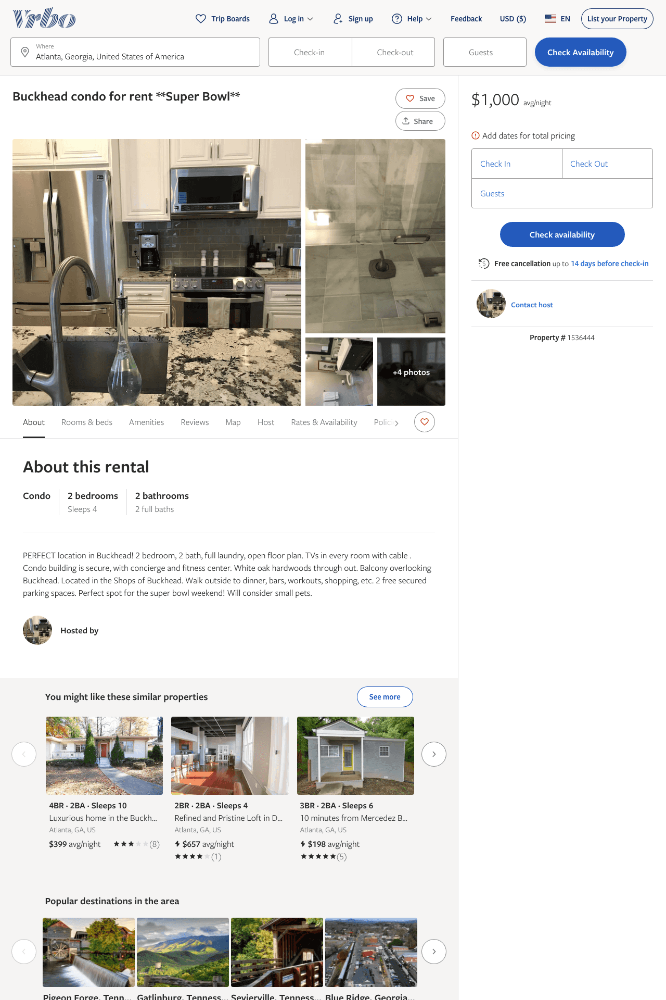 Vrbo
Trip Boards
Log in
Sign up
Help
Feedback
USD ($)
EN
List your Property
Where
Atlanta, Georgia, United States of America
Check-in
Check-out
Guests
Check Availability
Buckhead condo for rent **Super Bowl**
Save
Share
+4 photos
$1,000 avg/night
Add dates for total pricing
Check In
Check Out
Guests
Check availability
Free cancellation up to 14 days before check-in
Contact host
Property # 1536444
About
Rooms & beds
Amenities
Reviews
Map
Host
Rates & Availability
About this rental
Condo
2 bedrooms
Sleeps 4
2 bathrooms
2 full baths
PERFECT location in Buckhead! 2 bedroom, 2 bath, full laundry, open floor plan. TVs in every room with cable .
Condo building is secure, with concierge and fitness center. White oak hardwoods through out. Balcony overlooking
Buckhead. Located in the Shops of Buckhead. Walk outside to dinner, bars, workouts, shopping, etc. 2 free secured
parking spaces. Perfect spot for the super bowl weekend! Will consider small pets.
Hosted by
You might like these similar properties
See more
4BR · 2BA · Sleeps 10
Luxurious home in the Buckh...
Atlanta, GA, US
$399 avg/night
(8)
2BR · 2BA · Sleeps 4
Refined and Pristine Loft in D...
Atlanta, GA, US
$657 avg/night
(1)
3BR · 2BA · Sleeps 6
10 minutes from Mercedez B...
Atlanta, GA, US
$198 avg/night
(5)
Popular destinations in the area
Pigeon Forge, Tenn...
Gatlinburg, Tenness...
Sevierville, Tenness...
Blue Ridge, Georgia...